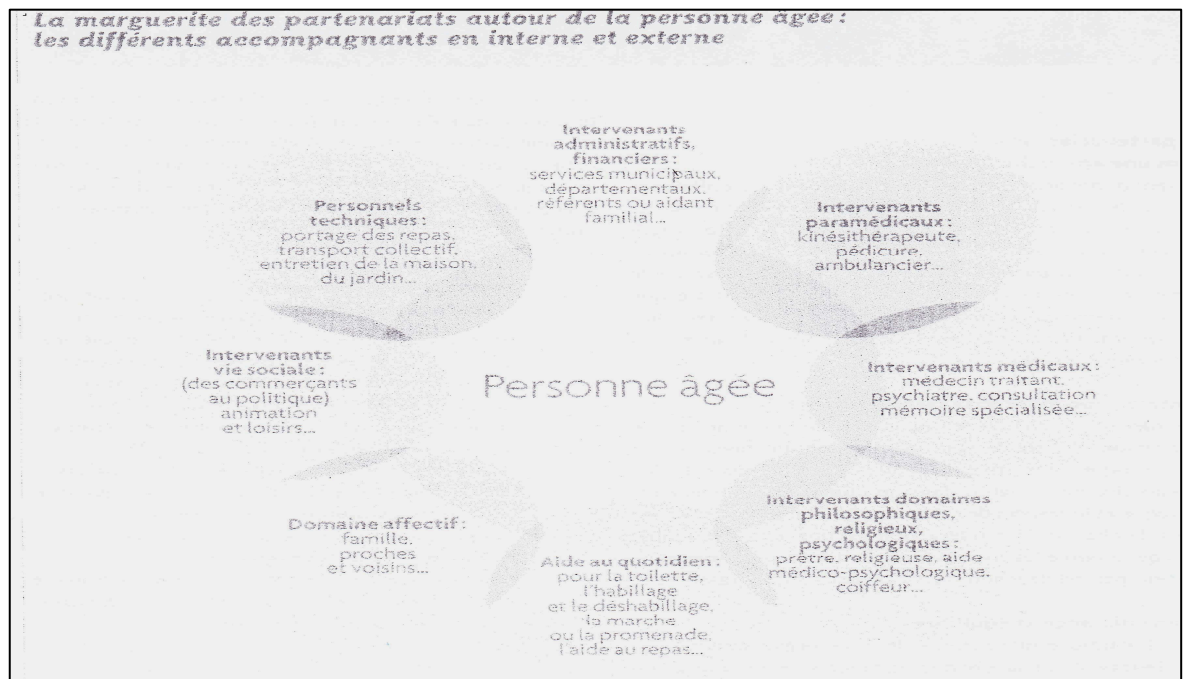 La marguerite des partenariats autour de la personne âgée :
les différents accompagnants en interne et externe
Intervenants
administratifs,
financiers :
services municipaux,
départementaux,
référents ou aidant
familial...
Personnels
techniques :
portage des repas,
transport collectif,
entretien de la maison,
du jardin...
Intervenants
paramédicaux :
kinésithérapeute,
pédicure,
ambulancier...
Intervenants
vie sociale :
(des commerçants
au politique)
animation
et loisirs...
Personne âgée
Intervenants médicaux :
médecin traitant,
psychiatre, consultation
mémoire spécialisée...
Domaine affectif :
famille,
proches
et voisins...
Aide au quotidien :
pour la toilette,
l'habillage
et le déshabillage,
la marche
ou la promenade,
l'aide au repas...
Intervenants domaines
philosophiques,
religieux,
psychologiques :
prêtre, religieuse, aide
médico-psychologique,
coiffeur...